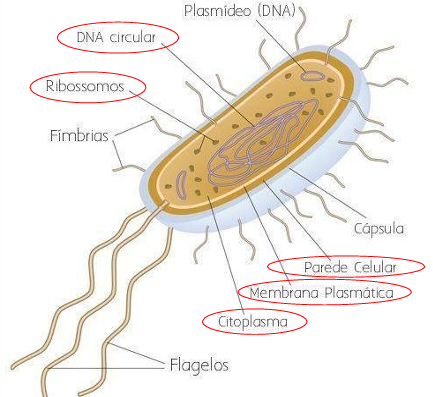 Plasmídeo (DNA)
DNA circular
Ribossomos
Fímbrias
Cápsula
Parede Celular
Membrana Plasmática
Citoplasma
Flagelos